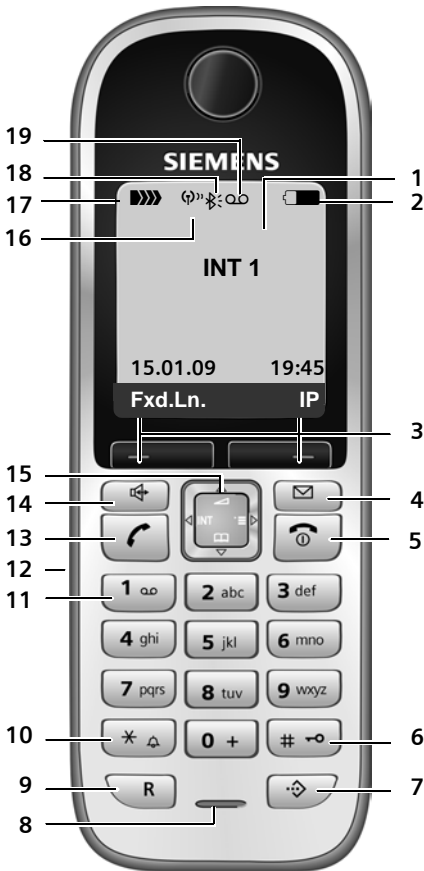 19
SIEMENS
18
1
17
2
16
INT 1
15.01.09 19:45
Fxd.Ln. IP
3
15
14
4
INT
13
5
12
11
1 2 abc 3 def
4 ghi 5 jkl 6 mno
7 pqrs 8 tuv 9 wxyz
10
* 0 + #
6
9
R
7
8